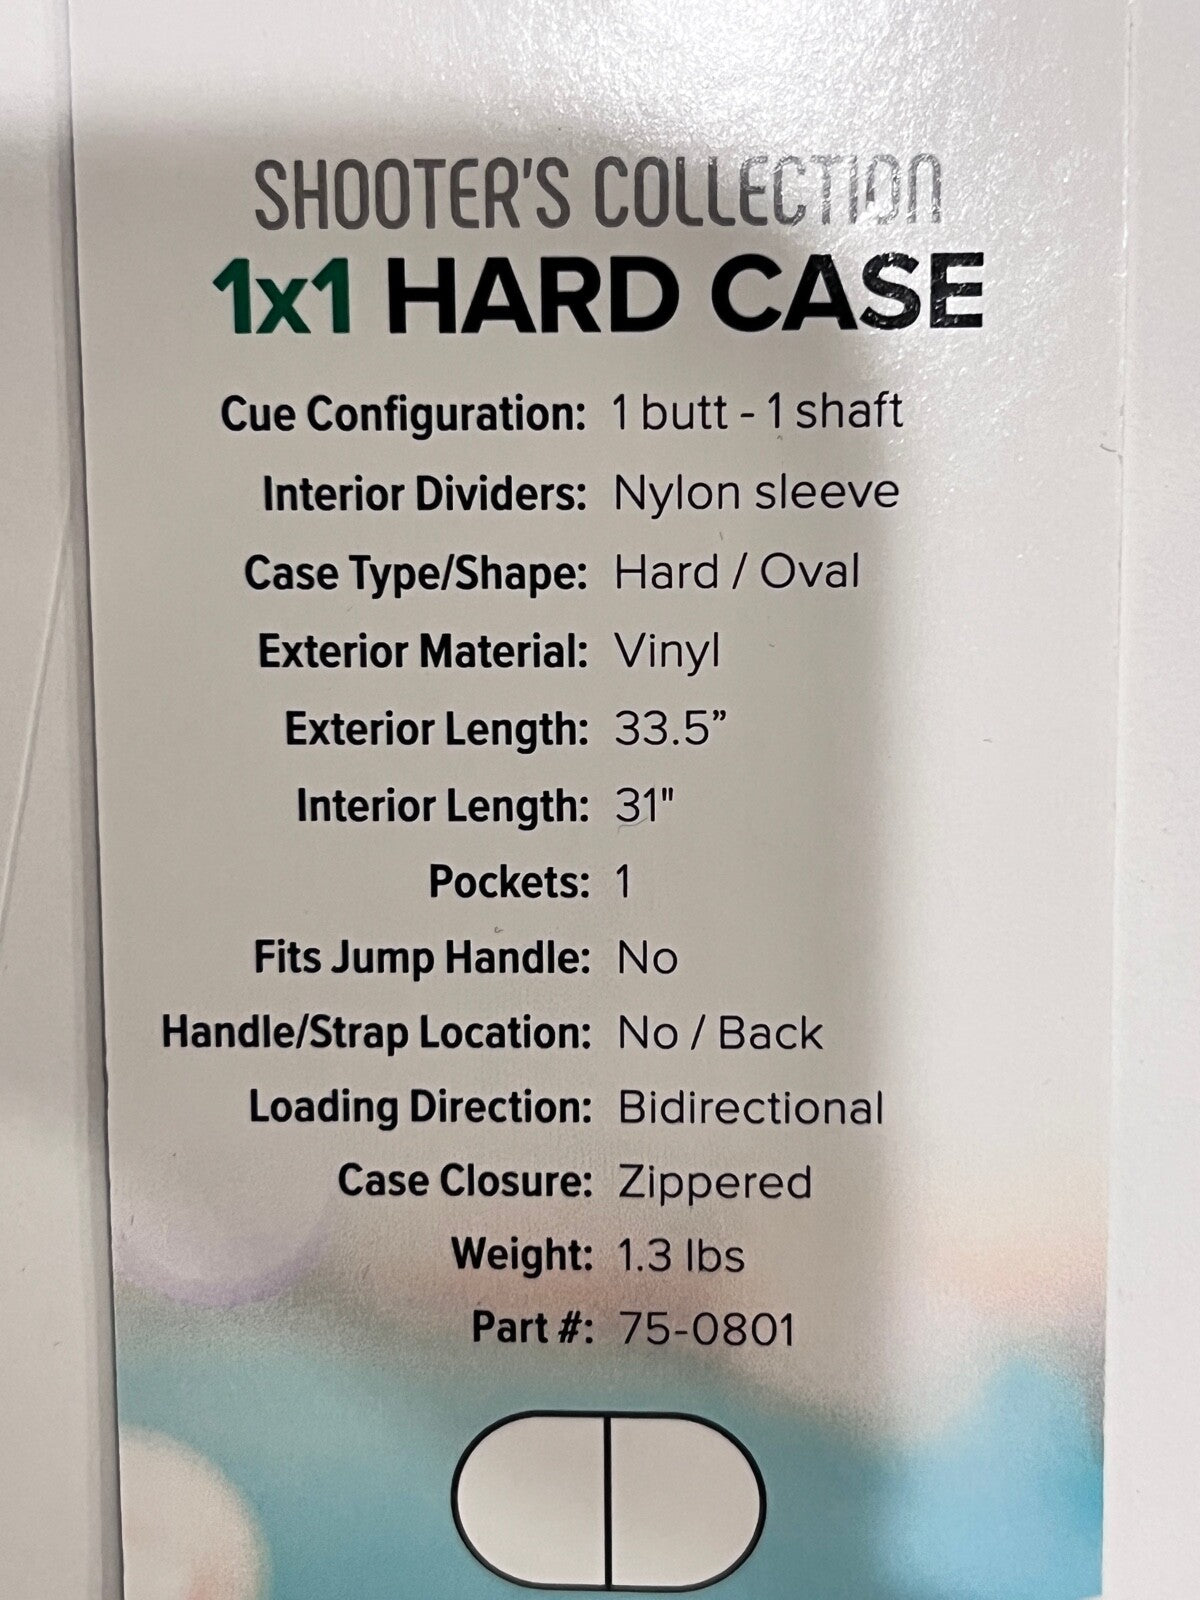 SHOOTER'S COLLECTION
1x1 HARD CASE
Cue Configuration: 1 butt - 1 shaft
Interior Dividers: Nylon sleeve
Case Type/Shape: Hard / Oval
Exterior Material: Vinyl
Exterior Length: 33.5”
Interior Length: 31"
Pockets: 1
Fits Jump Handle: No
Handle/Strap Location: No / Back
Loading Direction: Bidirectional
Case Closure: Zippered
Weight: 1.3 lbs
Part #: 75-0801